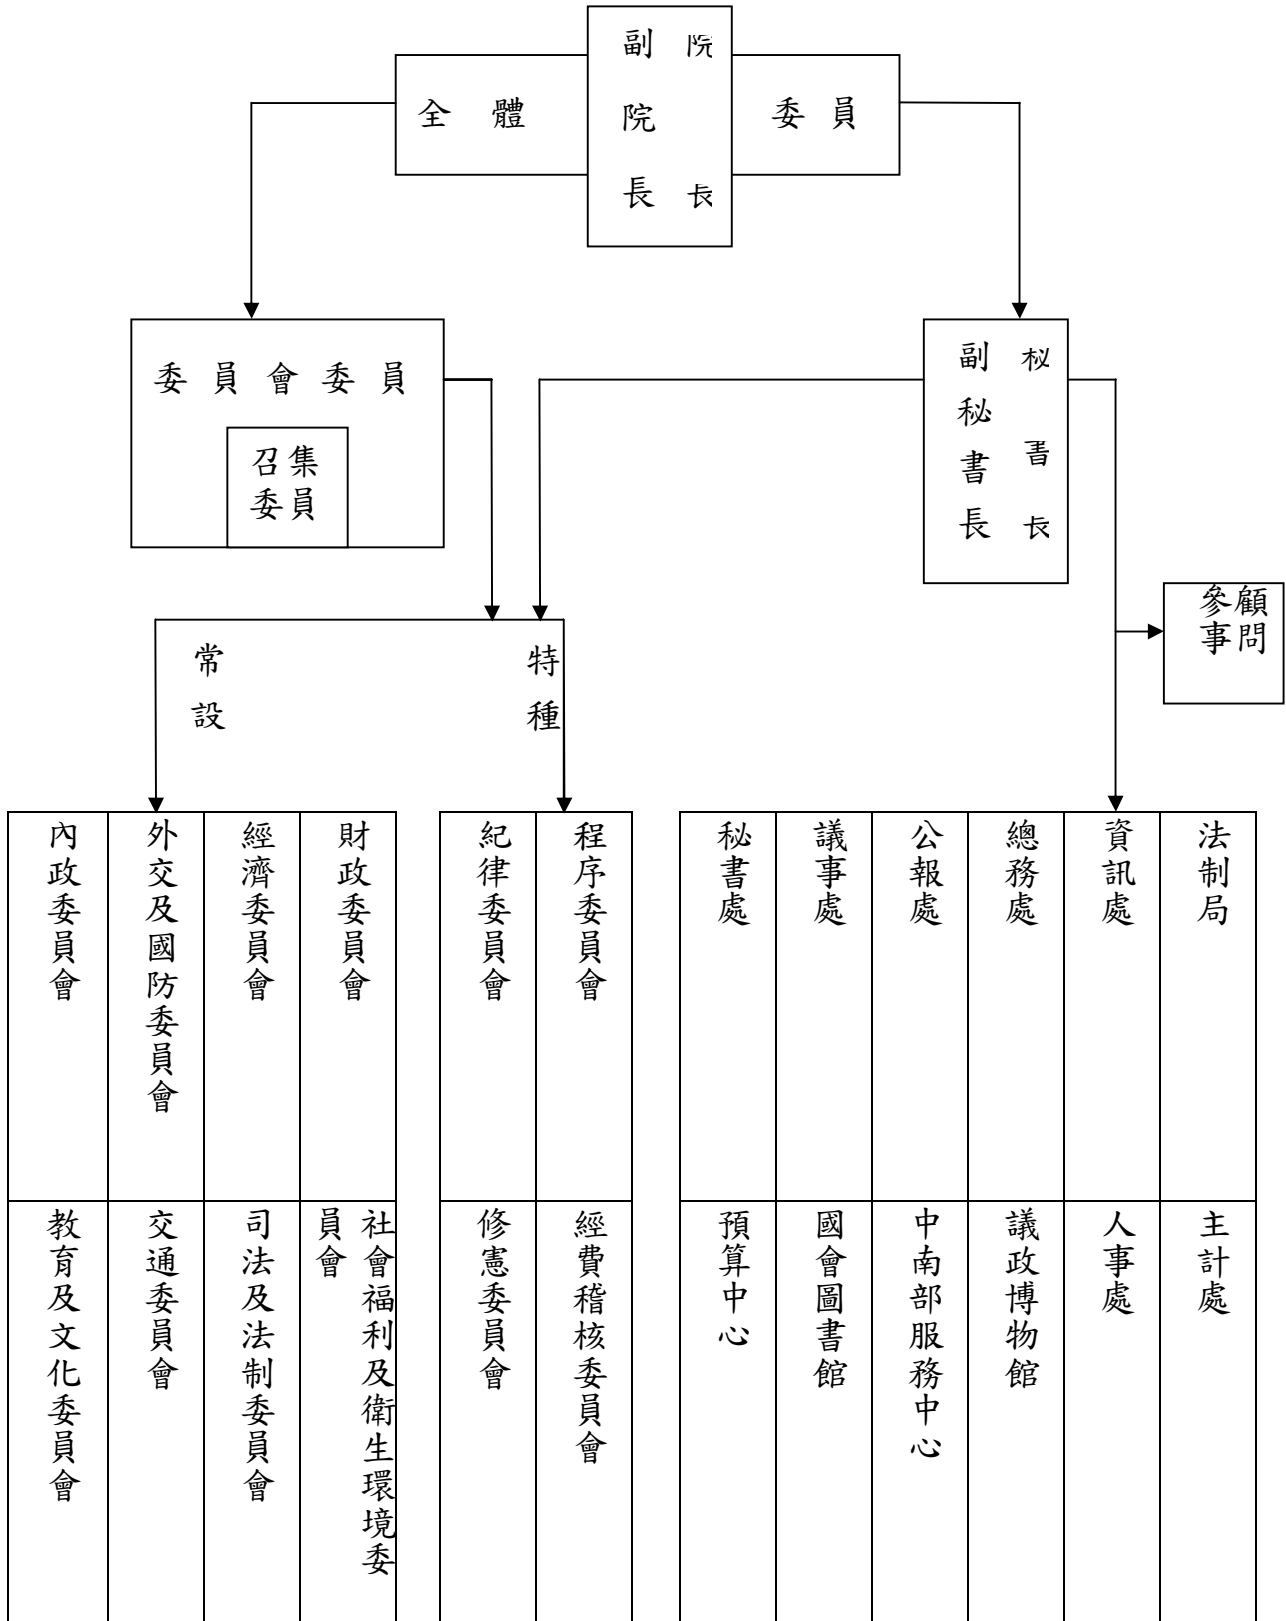 全體
院長
副院長
委員
委員會委員
召集
委員
秘書長
副秘書長
顧問
參事
常設
特種
內政委員會
外交及國防委員會
經濟委員會
財政委員會
紀律委員會
程序委員會
秘書處
議事處
公報處
總務處
資訊處
法制局
教育及文化委員會
交通委員會
司法及法制委員會
社會福利及衛生環境委
員會
修憲委員會
經費稽核委員會
預算中心
國會圖書館
中南部服務中心
議政博物館
人事處
主計處